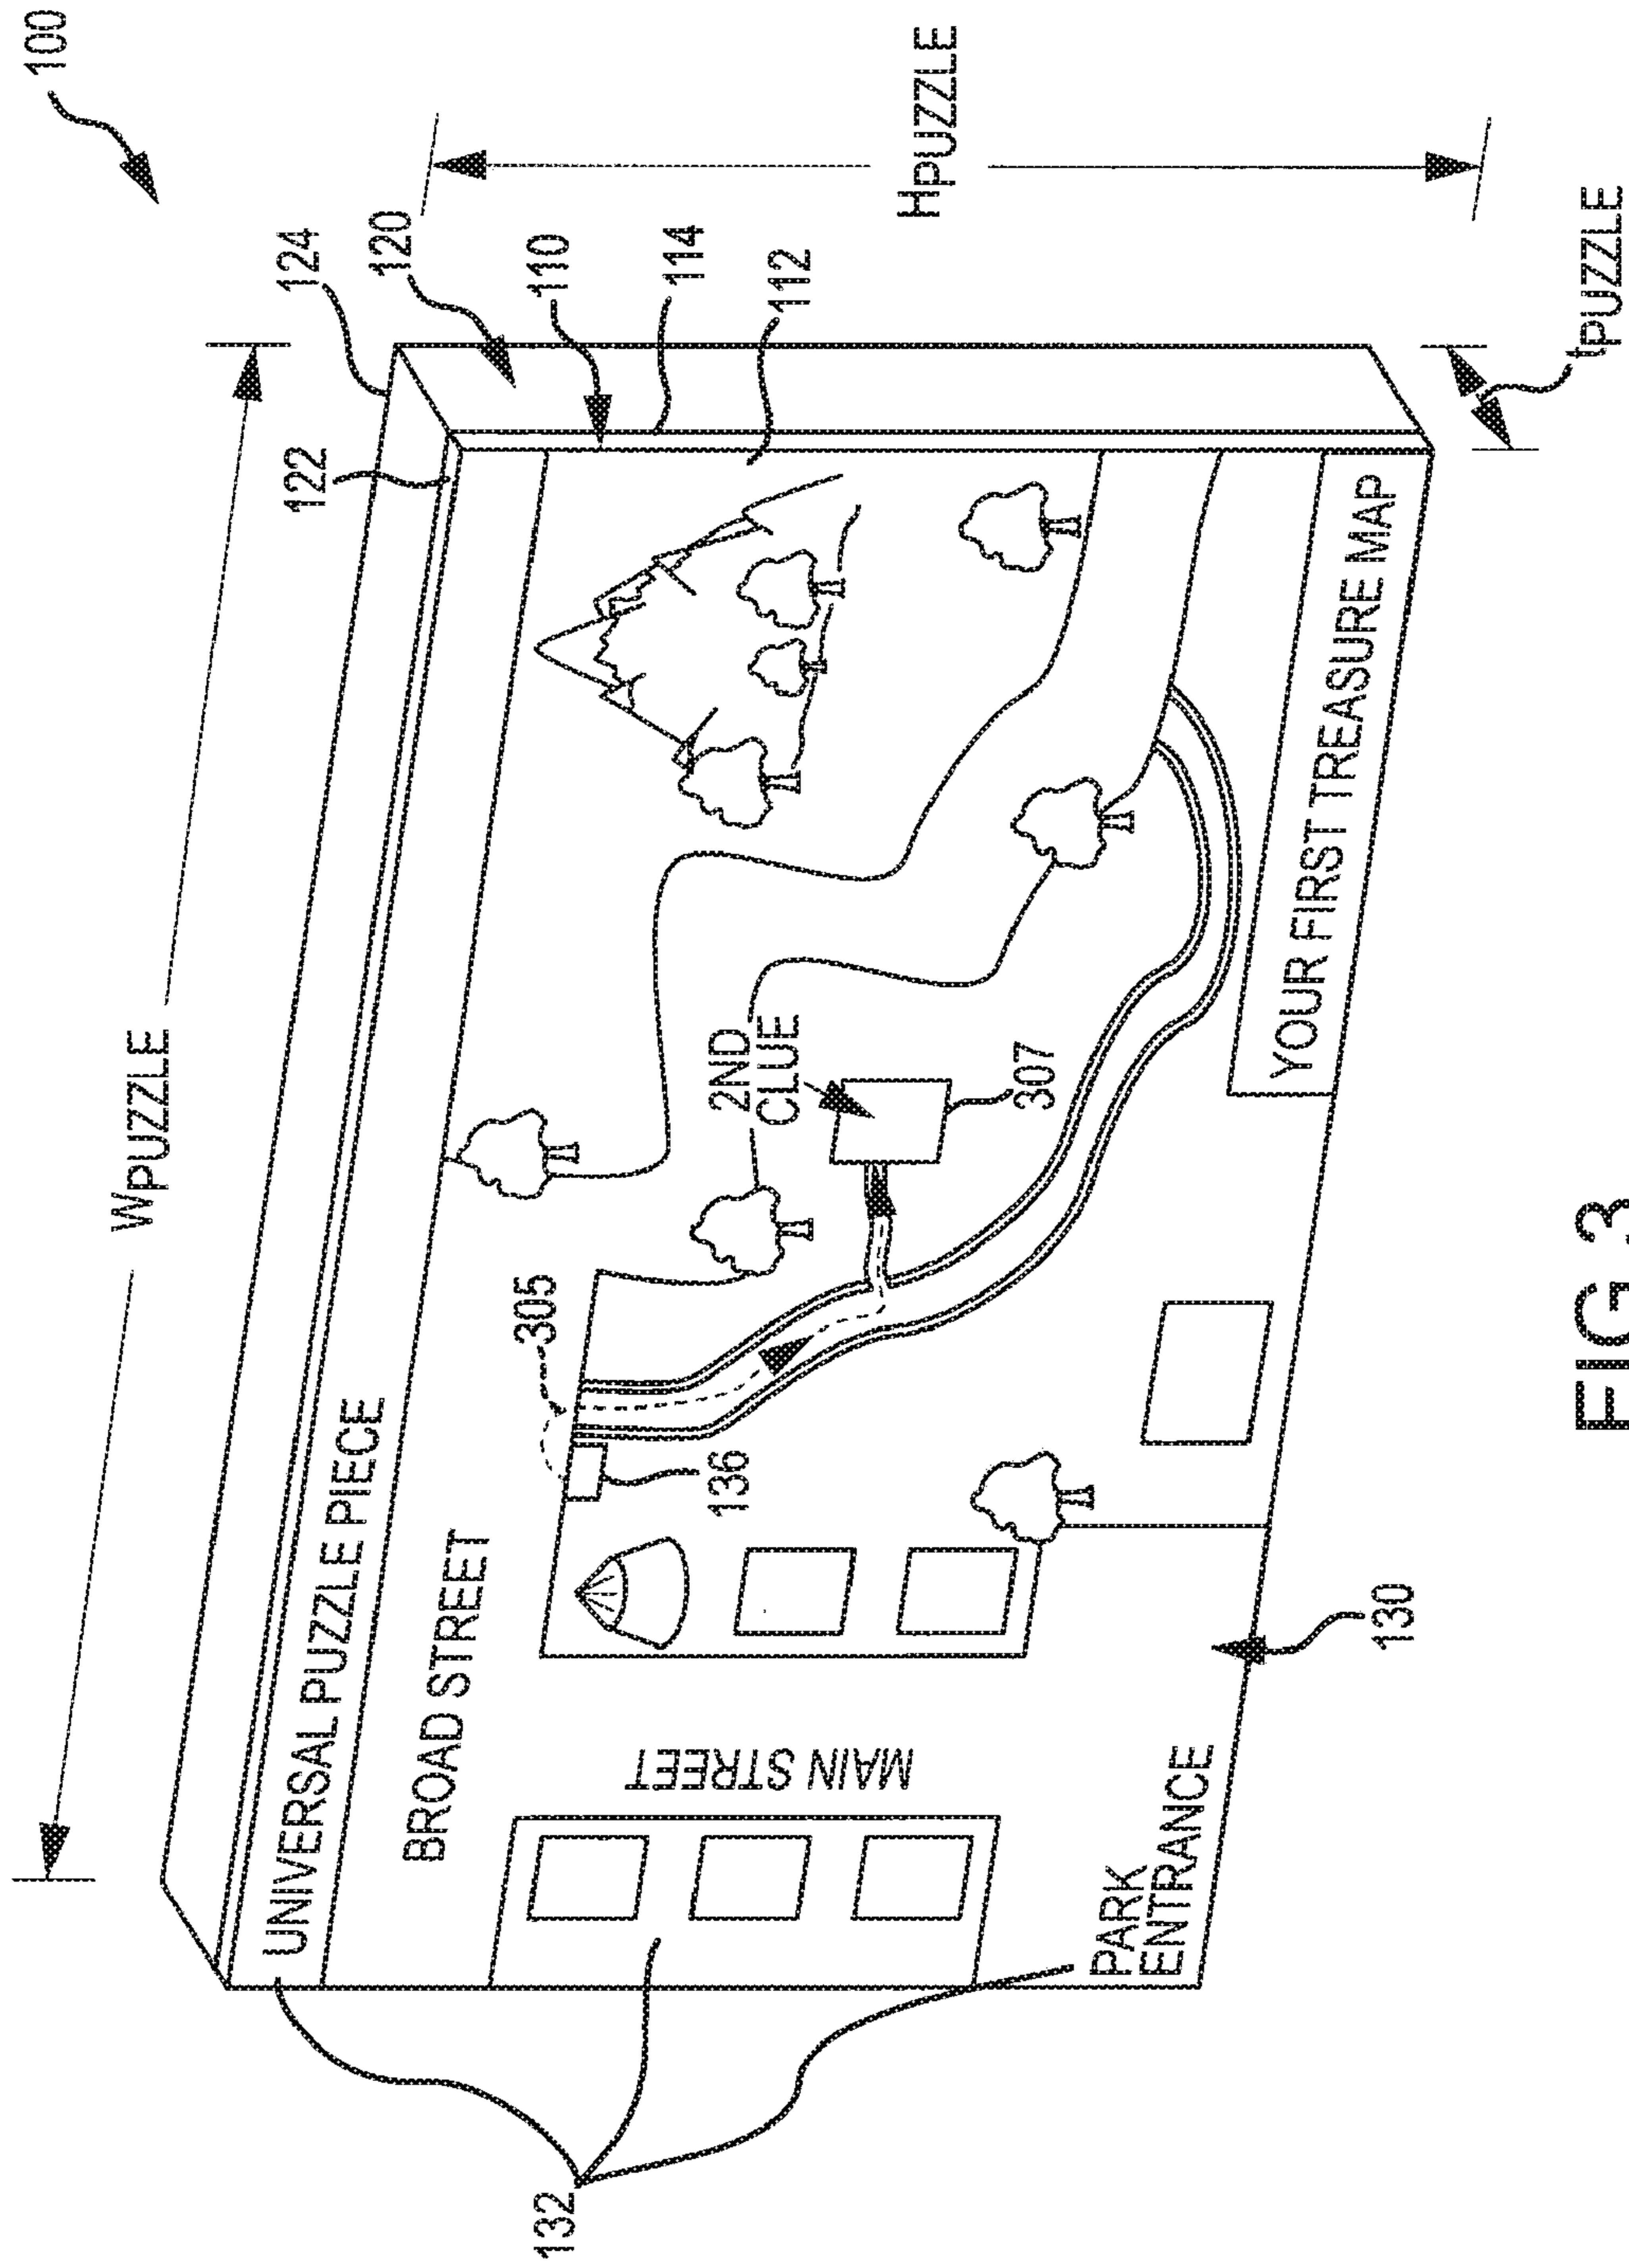 100
WPUZZLE
124
120
122
110
114
112
HPUZZLE
tPUZZLE
UNIVERSAL PUZZLE PIECE
BROAD STREET
305
136
2ND
CLUE
307
MAIN STREET
PARK
ENTRANCE
YOUR FIRST TREASURE MAP
132
130
FIG.3